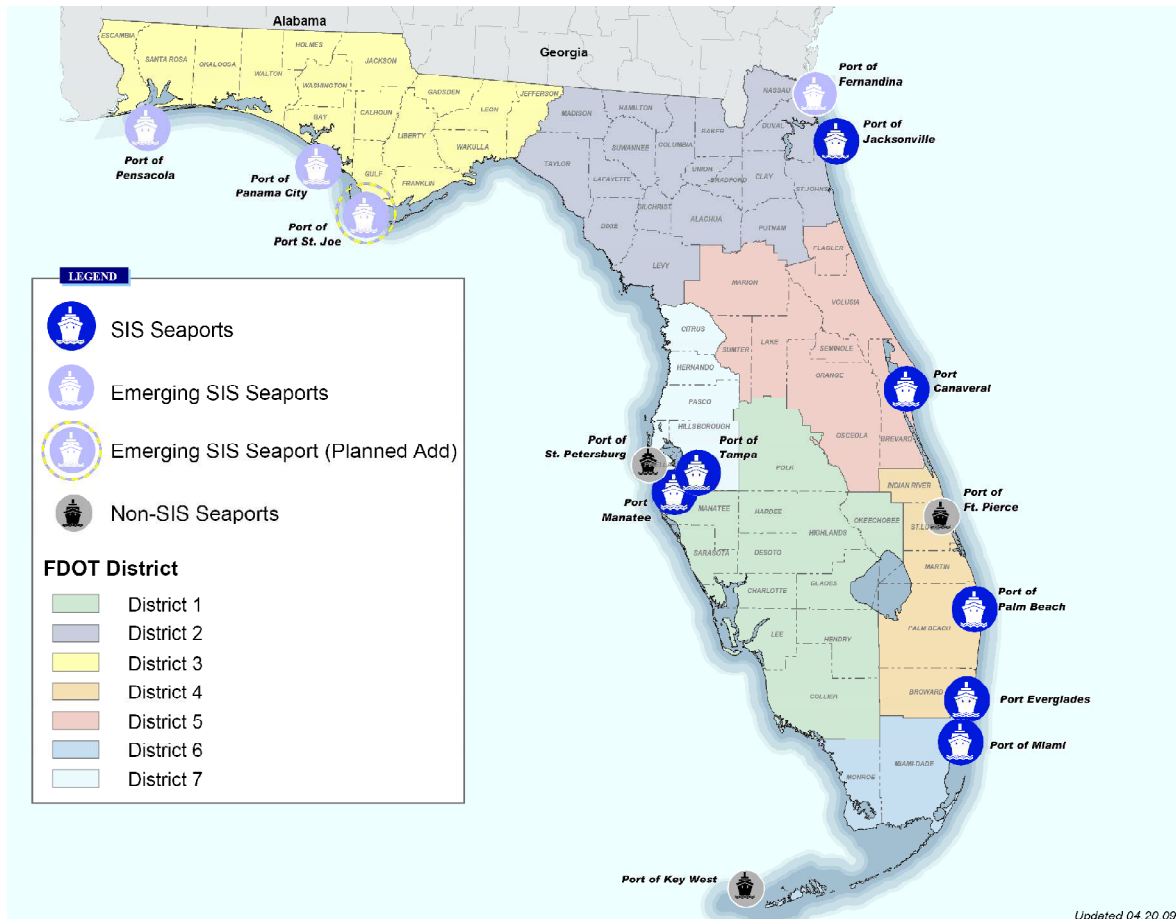 Alabama
Georgia
ESCAMBIA
SANTA ROSA
OKALOOSA
WALTON
HOLMES
WASHINGTON
JACKSON
BAY
CALHOUN
GADSDEN
LEON
JEFFERSON
LIBERTY
WAKULLA
GULF
FRANKLIN
MADISON
HAMILTON
TAYLOR
SUWANNEE
COLUMBIA
BAKER
NASSAU
DUVAL
LAFAYETTE
UNION
BRADFORD
CLAY
ST.JOHNS
GILCHRIST
DIXIE
ALACHUA
PUTNAM
LEVY
Port of
Fernandina
Port of
Jacksonville
Port of
Pensacola
Port of
Panama City
Port of
Port St. Joe
LEGEND
SIS Seaports
Emerging SIS Seaports
Emerging SIS Seaport (Planned Add)
Non-SIS Seaports
FDOT District
District 1
District 2
District 3
District 4
District 5
District 6
District 7
FLAGLER
MARION
VOLUSIA
CITRUS
SUMTER
LAKE
SEMINOLE
HERNANDO
ORANGE
PASCO
HILLSBOROUGH
OSCEOLA
BREVARD
Port
Canaveral
Port of
St. Petersburg
Port of
Tampa
Port
Manatee
POLK
INDIAN RIVER
Port of
Ft. Pierce
MANATEE
HARDEE
HIGHLANDS
OKEECHOBEE
SARASOTA
DESOTO
MARTIN
CHARLOTTE
GLADES
Port of
Palm Beach
LEE
HENDRY
PALM BEACH
COLLIER
BROWARD
Port Everglades
Port of Miami
MONROE
MIAMI-DADE
Port of Key West
Updated 04.20.09